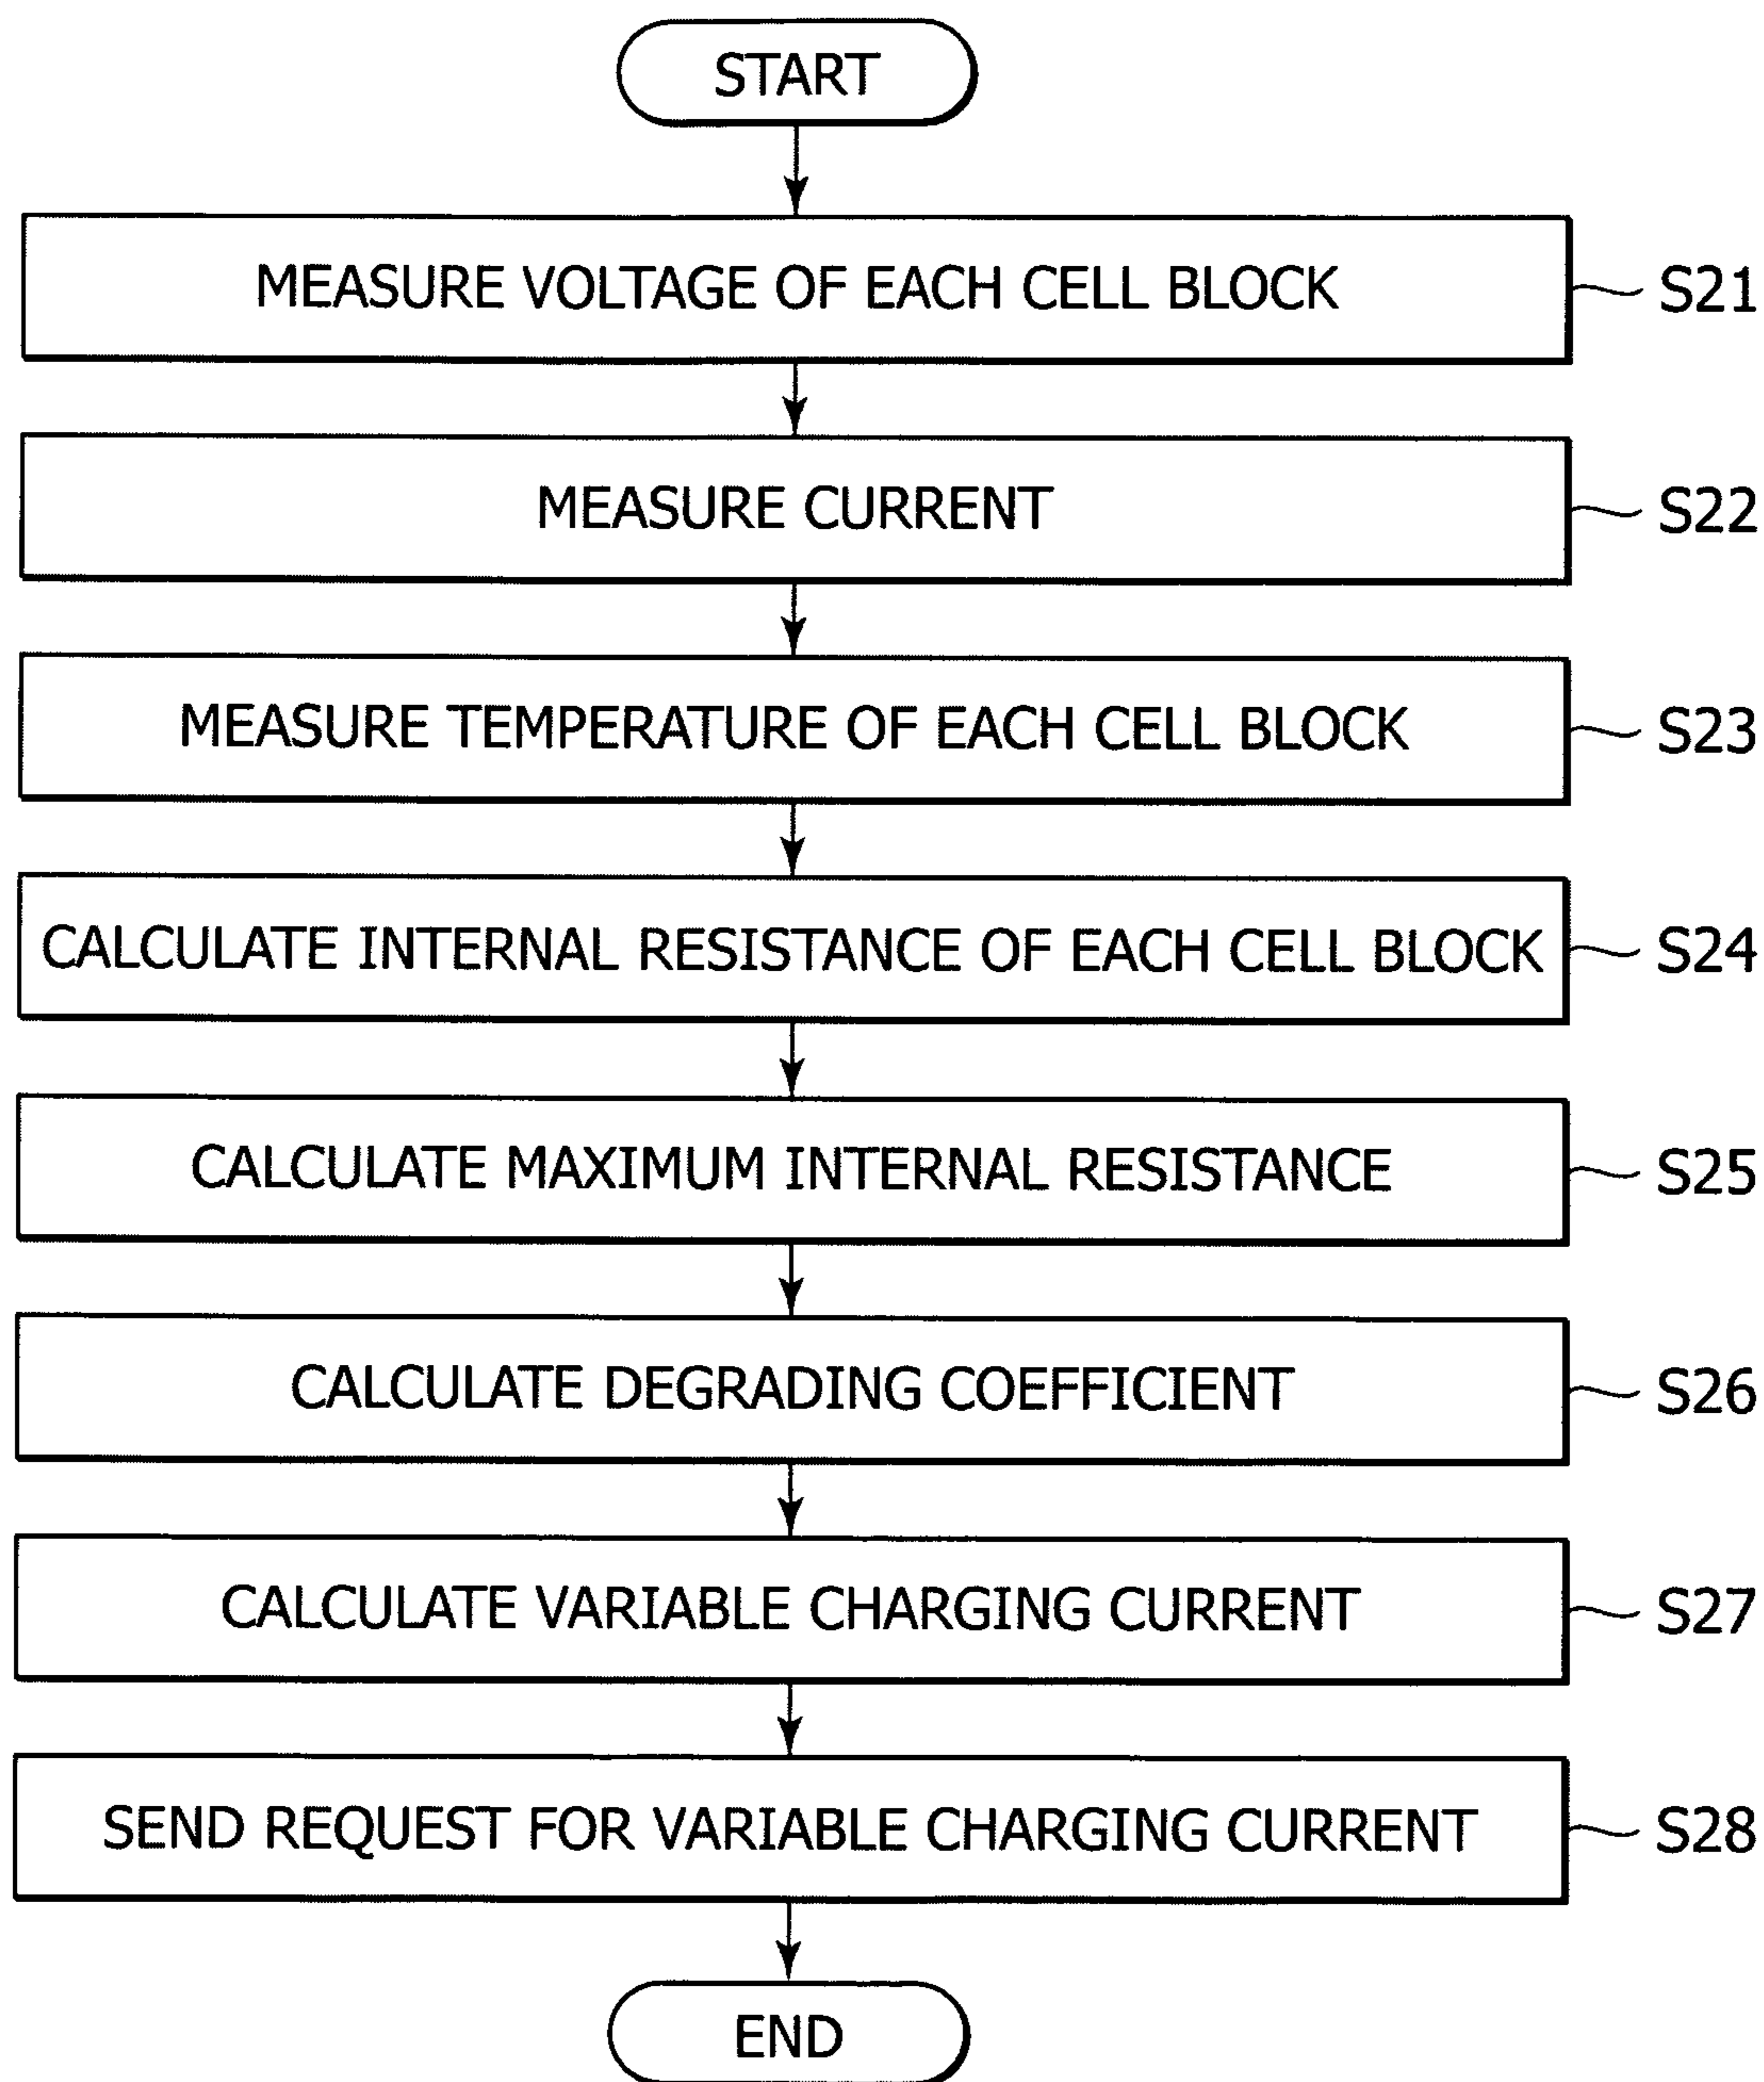 START
MEASURE VOLTAGE OF EACH CELL BLOCK
S21
MEASURE CURRENT
S22
MEASURE TEMPERATURE OF EACH CELL BLOCK
S23
CALCULATE INTERNAL RESISTANCE OF EACH CELL BLOCK
S24
CALCULATE MAXIMUM INTERNAL RESISTANCE
S25
CALCULATE DEGRADING COEFFICIENT
S26
CALCULATE VARIABLE CHARGING CURRENT
S27
SEND REQUEST FOR VARIABLE CHARGING CURRENT
S28
END